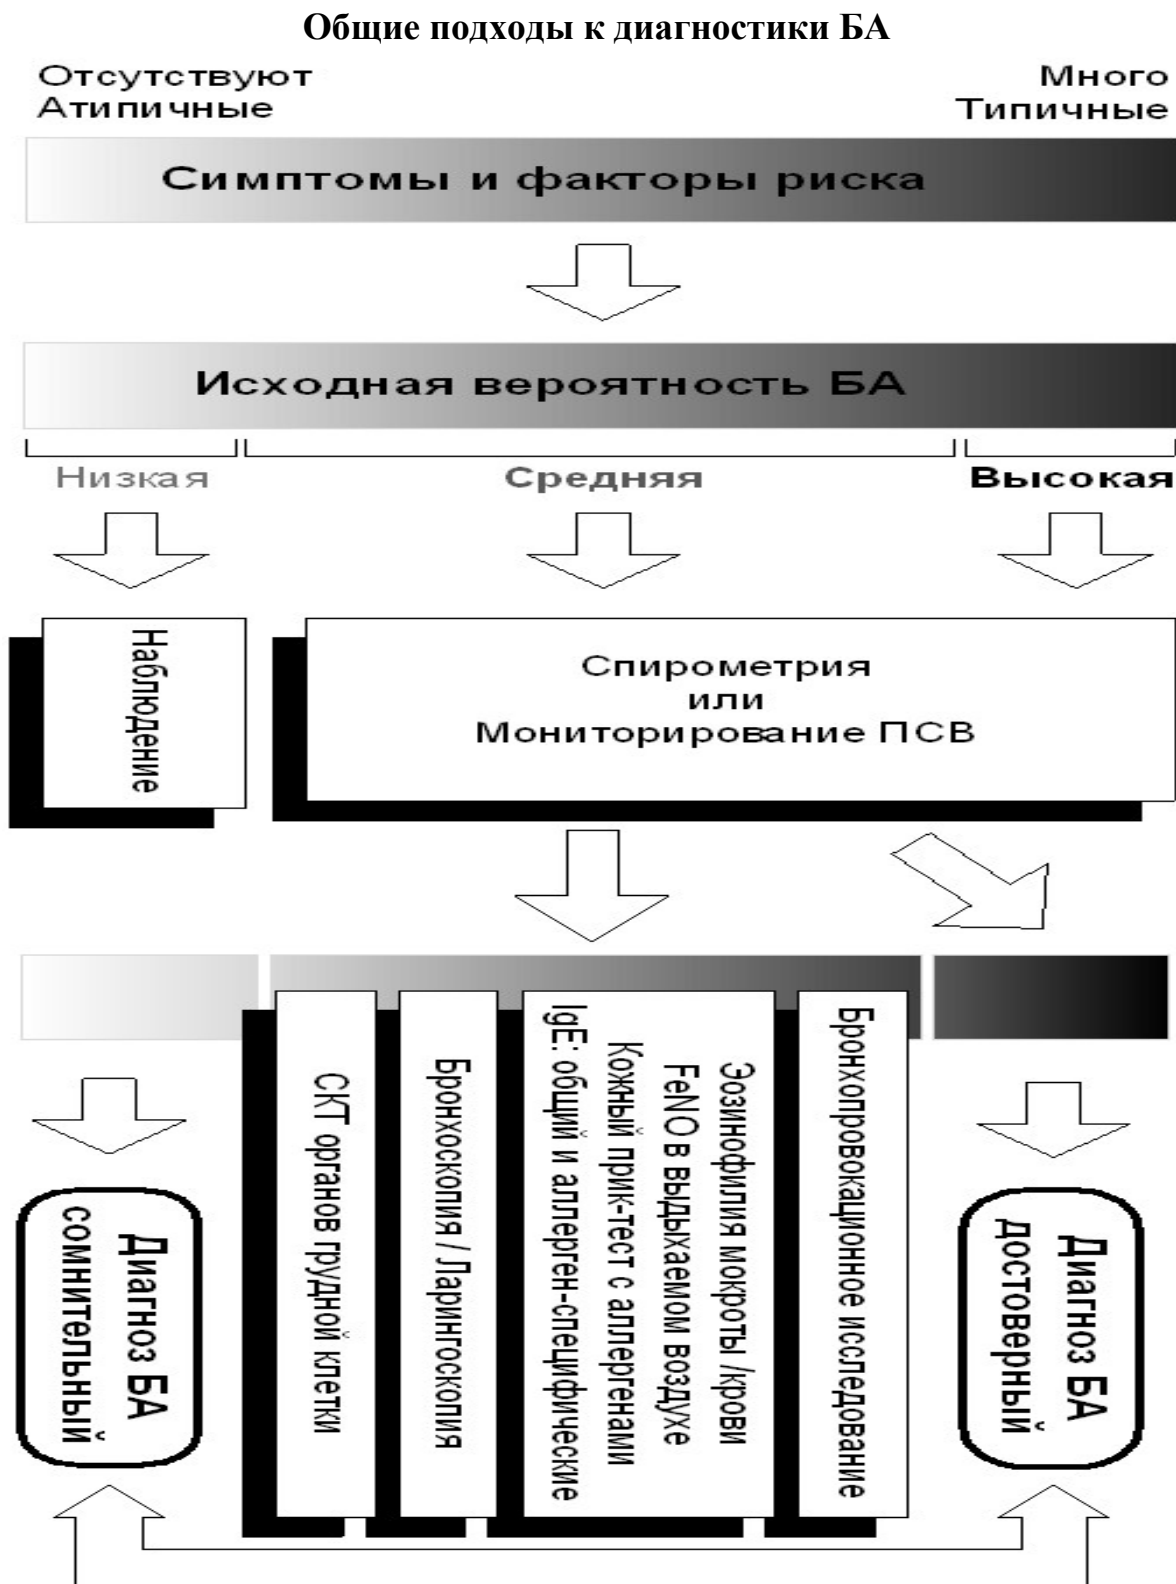 Общие подходы к диагностики БА
Отсутствуют
Атипичные
Много
Типичные
Симптомы и факторы риска
Исходная вероятность БА
Низкая
Средняя
Высокая
Наблюдение
Спирометрия
или
Мониторирование ПСВ
СКТ органов грудной клетки
Бронхоскопия / Ларингоскопия
Эозинофилия мокроты /крови
FeNO в выдыхаемом воздухе
Кожный прик-тест с аллергенами
IgE: общий и аллерген-специфические
Бронхопровокационное исследование
Диагноз БА
сомнительный
Диагноз БА
достоверный